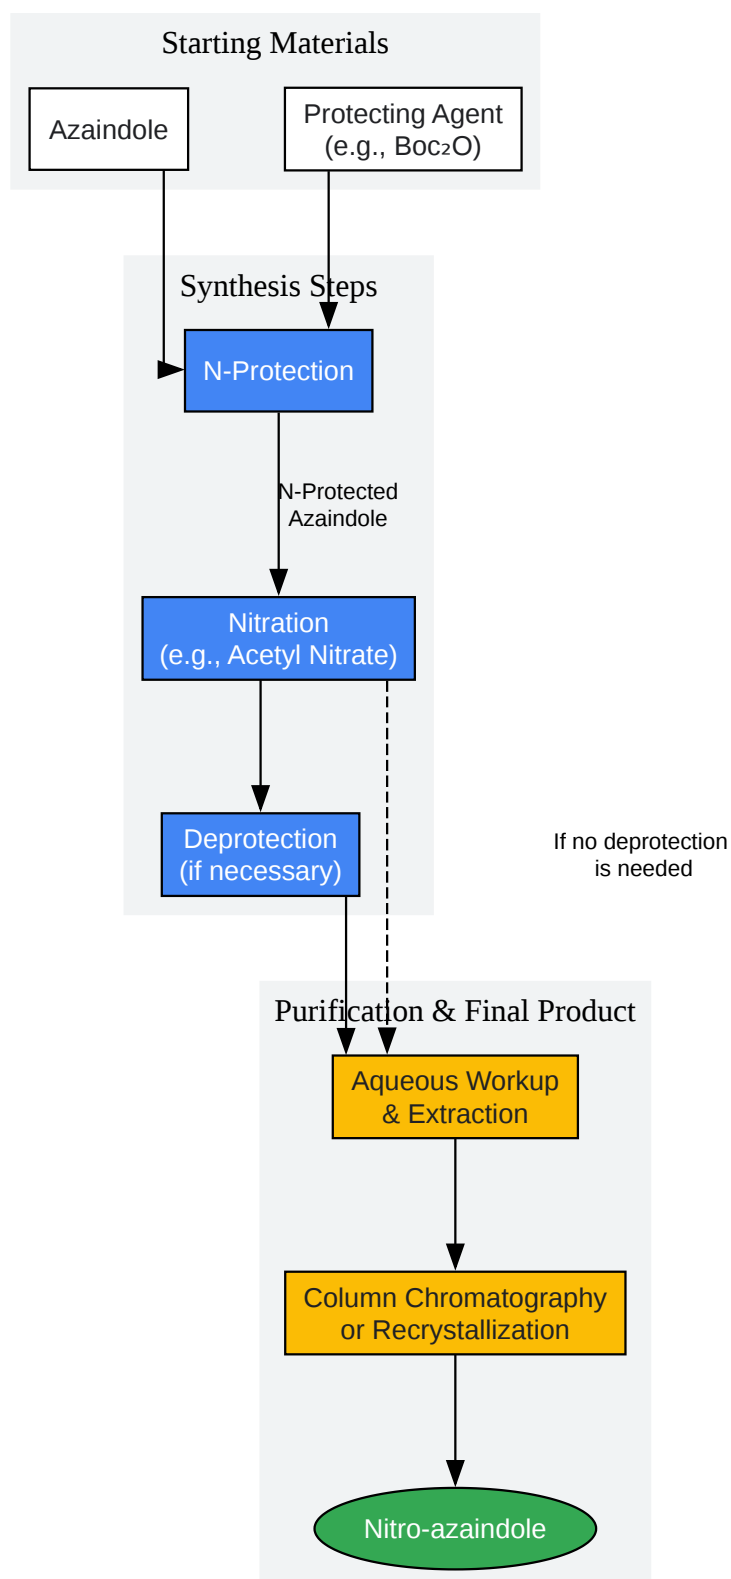 Starting Materials
Azaindole
Protecting Agent
(e.g., Boc₂O)
Synthesis Steps
N-Protection
N-Protected
Azaindole
Nitration
(e.g., Acetyl Nitrate)
Deprotection
(if necessary)
If no deprotection
is needed
Purification & Final Product
Aqueous Workup
& Extraction
Column Chromatography
or Recrystallization
Nitro-azaindole